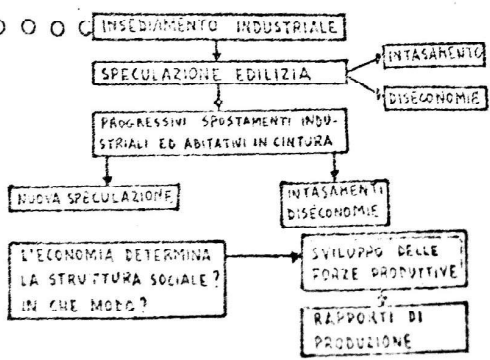 INSEDIAMENTO INDUSTRIALE
SPECULAZIONE EDILIZIA
INTASAMENTO
DISECONOMIE
PROGRESSIVI SPOSTAMENTI INDU-
STRIALI ED ABITATIVI IN CINTURA
NUOVA SPECULAZIONE
INTASAMENTI
DISECONOMIE
L'ECONOMIA DETERMINA
LA STRUTTURA SOCIALE?
IN CHE MODO?
SVILUPPO DELLE
FORZE PRODUTTIVE
RAPPORTI DI
PRODUZIONE